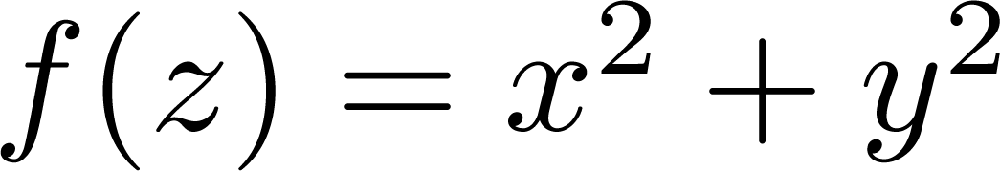 f(z) = x² + y²